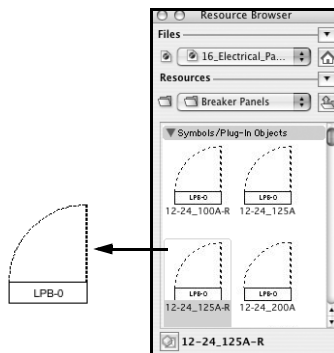 Resource Browser
Files
16_Electrical_Pa...
Resources
Breaker Panels
Symbols/Plug-In Objects
LPB-0
LPB-0
12-24_100A-R
12-24_125A
LPB-0
LPB-0
12-24_125A-R
12-24_200A
12-24_125A-R
LPB-0